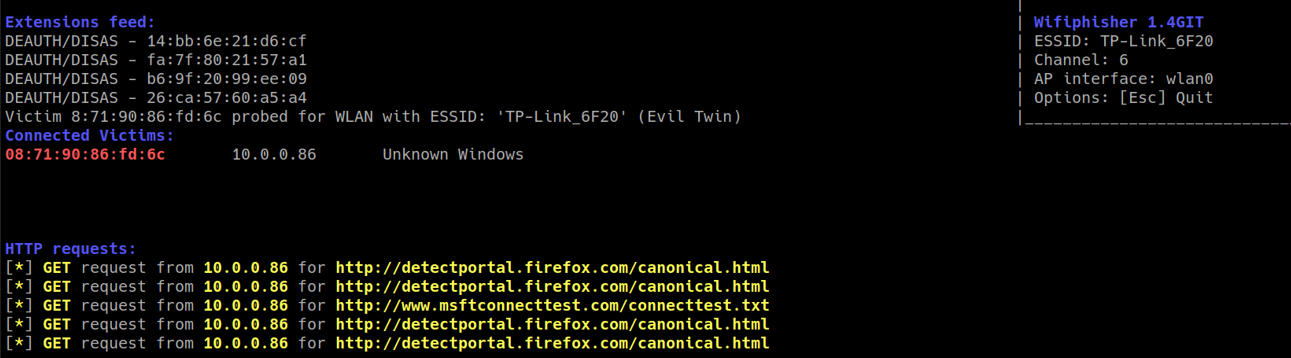 Extensions feed:
DEAUTH/DISAS - 14:bb:6e:21:d6:cf
DEAUTH/DISAS - fa:7f:80:21:57:a1
DEAUTH/DISAS - b6:9f:20:99:ee:09
DEAUTH/DISAS - 26:ca:57:60:a5:a4
Victim 8:71:90:86:fd:6c probed for WLAN with ESSID: 'TP-Link_6F20' (Evil Twin)
Connected Victims:
08:71:90:86:fd:6c 10.0.0.86 Unknown Windows
HTTP requests:
[*] GET request from 10.0.0.86 for http://detectportal.firefox.com/canonical.html
[*] GET request from 10.0.0.86 for http://detectportal.firefox.com/canonical.html
[*] GET request from 10.0.0.86 for http://www.msftconnecttest.com/connecttest.txt
[*] GET request from 10.0.0.86 for http://detectportal.firefox.com/canonical.html
[*] GET request from 10.0.0.86 for http://detectportal.firefox.com/canonical.html
Wifiphisher 1.4GIT
ESSID: TP-Link_6F20
Channel: 6
AP interface: wlan0
Options: [Esc] Quit